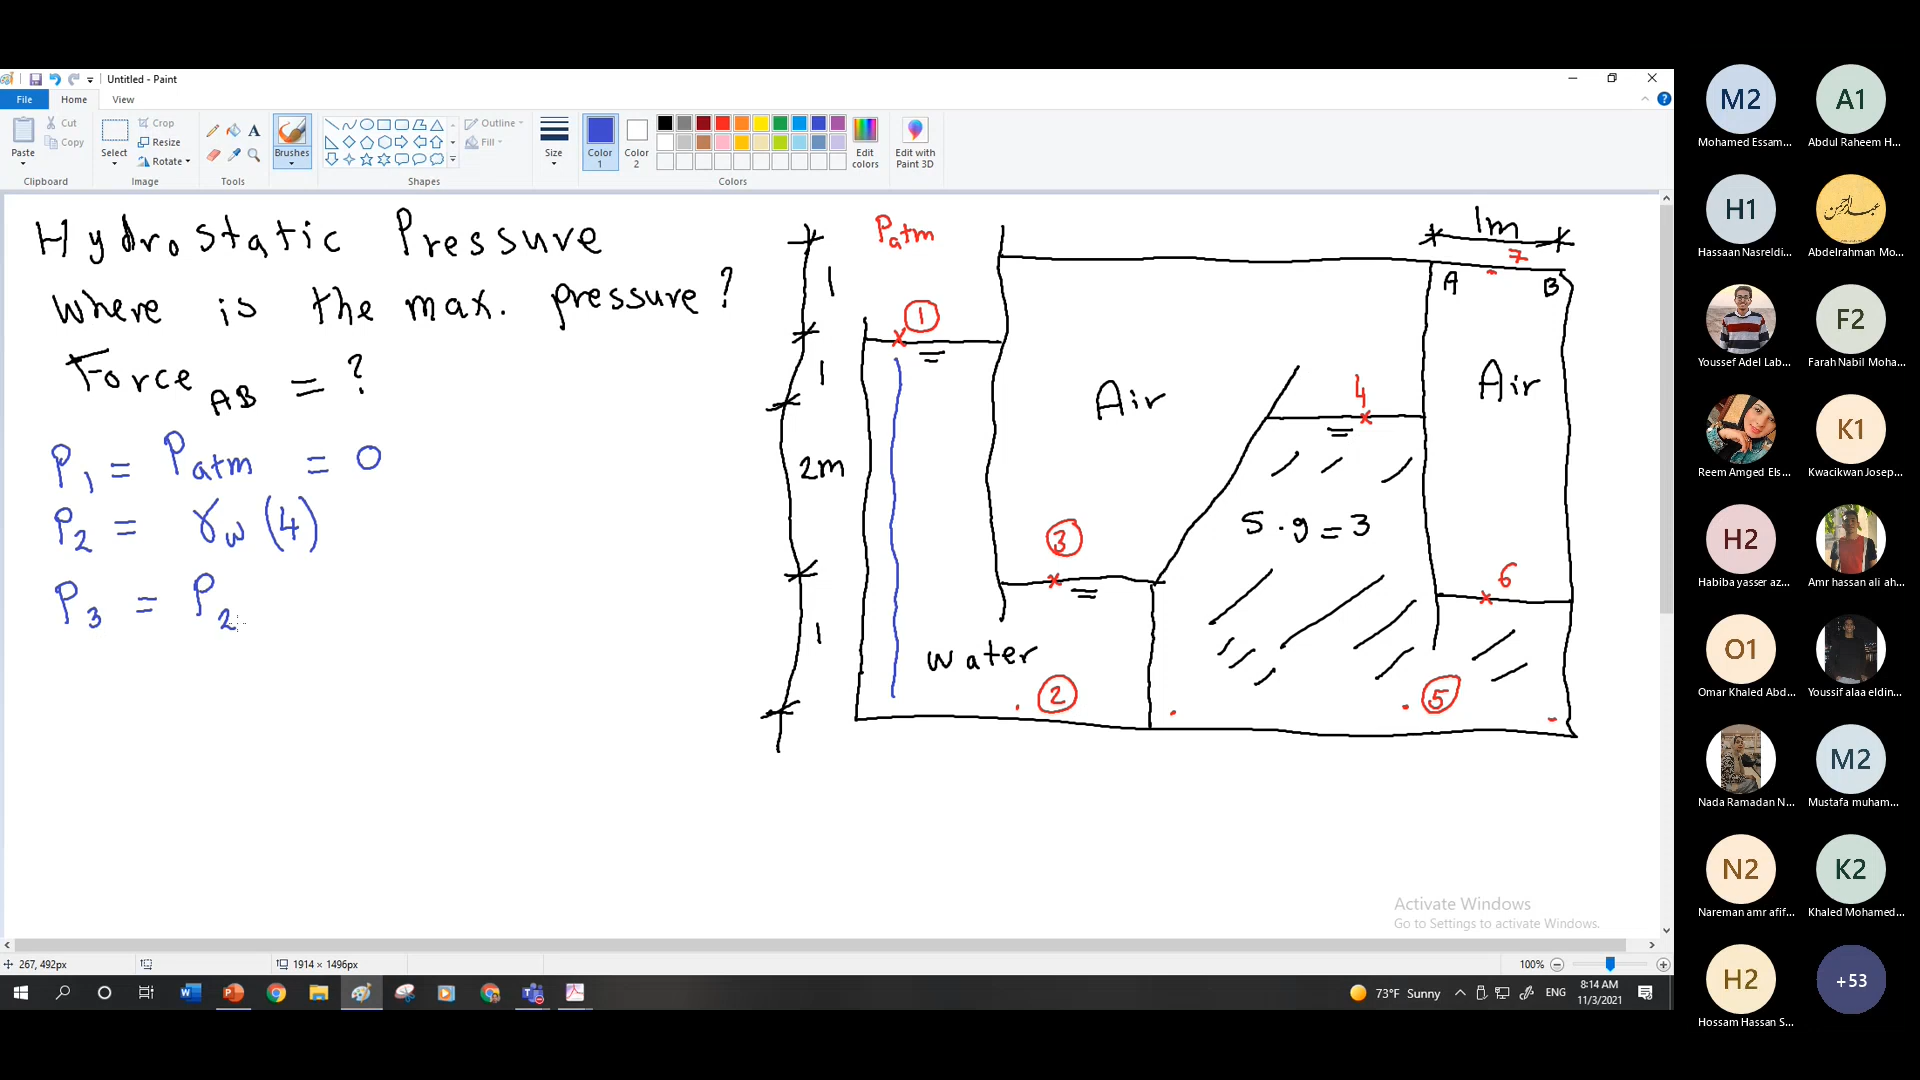 Untitled - Paint
File
Home
View
Paste
Cut
Copy
Clipboard
Select
Crop
Resize
Rotate
Image
Tools
Brushes
Shapes
Outline
Fill
Size
Color 1
Color 2
Edit colors
Edit with Paint 3D
Colors
Hydrostatic Pressure
where is the max. pressure?
Force AB = ?
P1 = Patm = 0
P2 = γw (4)
P3 = P2
1
1
2m
1
Patm
1
Air
3
water
2
4
S.g = 3
5
1m
7
A
B
Air
6
Activate Windows
Go to Settings to activate Windows.
267, 492px
1914 × 1496px
100%
73°F Sunny
ENG
8:14 AM
11/3/2021
M2
Mohamed Essam...
A1
Abdul Raheem H...
H1
Hassaan Nasreldi...
عبدالرحمن
Abdelrahman Mo...
Youssef Adel Lab...
F2
Farah Nabil Moha...
Reem Amged Els...
K1
Kwacikwan Josep...
H2
Habiba yasser az...
Amr hassan ali ah...
O1
Omar Khaled Abd...
Youssif alaa eldin...
Nada Ramadan N...
M2
Mustafa muham...
N2
Nareman amr afif...
K2
Khaled Mohamed...
H2
Hossam Hassan S...
+53